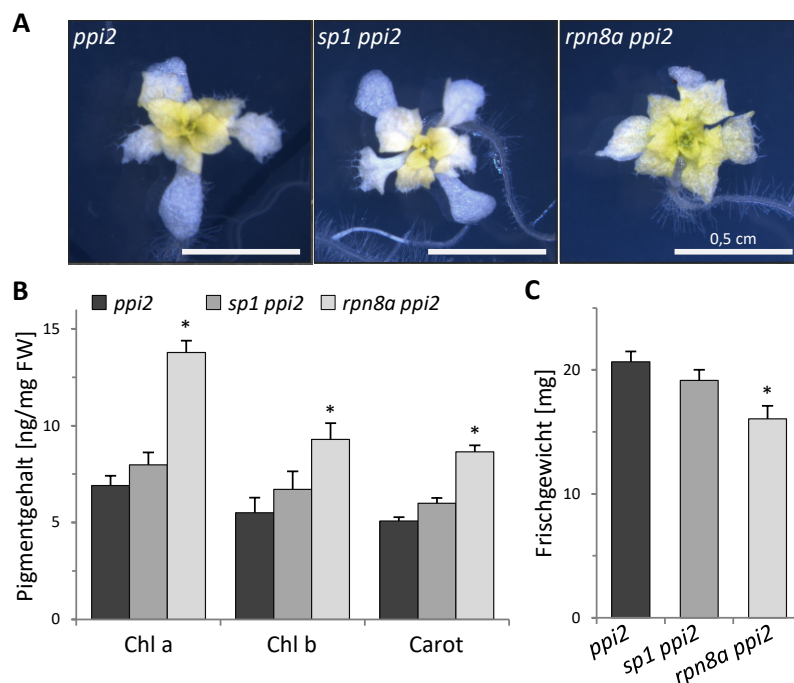 A
ppi2
sp1 ppi2
rpn8a ppi2
0,5 cm
B
ppi2 sp1 ppi2 rpn8a ppi2
Pigmentgehalt [ng/mg FW]
15
10
5
0
*
*
*
Chl a Chl b Carot
C
Frischgewicht [mg]
20
10
0
*
ppi2
sp1 ppi2
rpn8a ppi2